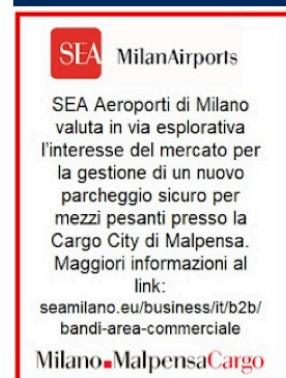 SEA MilanAirports
SEA Aeroporti di Milano
valuta in via esplorativa
l'interesse del mercato per
la gestione di un nuovo
parcheggio sicuro per
mezzi pesanti presso la
Cargo City di Malpensa.
Maggiori informazioni al
link:
seamilano.eu/business/it/b2b/
bandi-area-commerciale
Milano MalpensaCargo